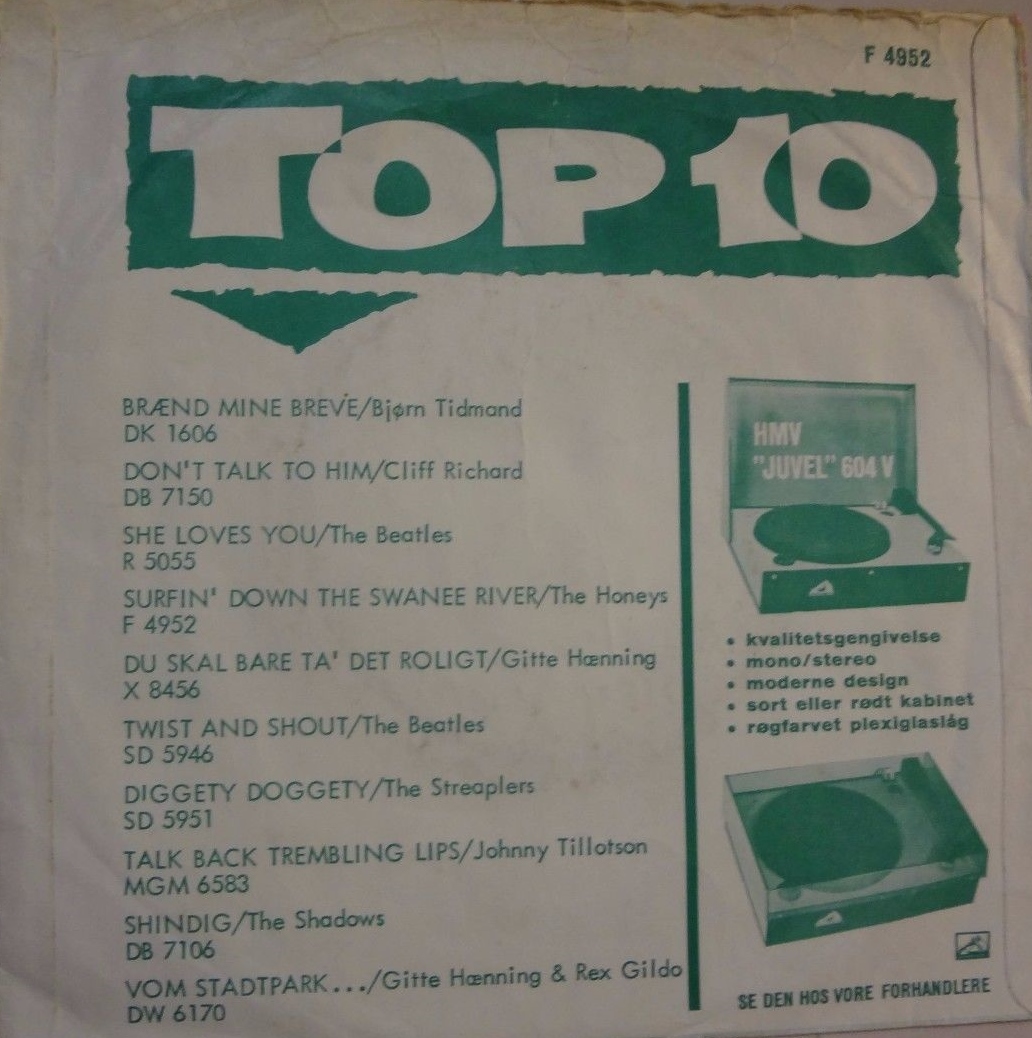 F 4952
TOP 10
BRÆND MINE BREVE/Bjørn Tidmand
DK 1606
DON'T TALK TO HIM/Cliff Richard
DB 7150
SHE LOVES YOU/The Beatles
R 5055
SURFIN' DOWN THE SWANEE RIVER/The Honeys
F 4952
DU SKAL BARE TA' DET ROLIGT/Gitte Hænning
X 8456
TWIST AND SHOUT/The Beatles
SD 5946
DIGGETY DOGGETY/The Streaplers
SD 5951
TALK BACK TREMBLING LIPS/Johnny Tillotson
MGM 6583
SHINDIG/The Shadows
DB 7106
VOM STADTPARK.../Gitte Hænning & Rex Gildo
DW 6170
HMV
"JUVEL" 604 V
• kvalitetsgengivelse
• mono/stereo
• moderne design
• sort eller rødt kabinet
• røgfarvet plexiglaslåg
SE DEN HOS VORE FORHANDLERE